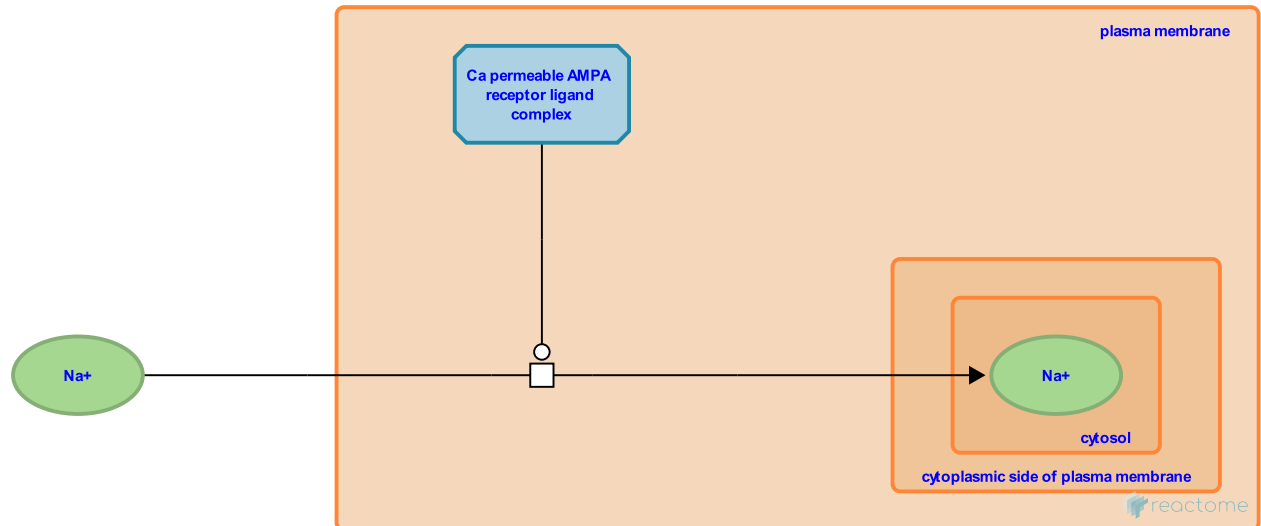 plasma membrane
Ca permeable AMPA
receptor ligand
complex
Na+
Na+
cytosol
cytoplasmic side of plasma membrane
reactome